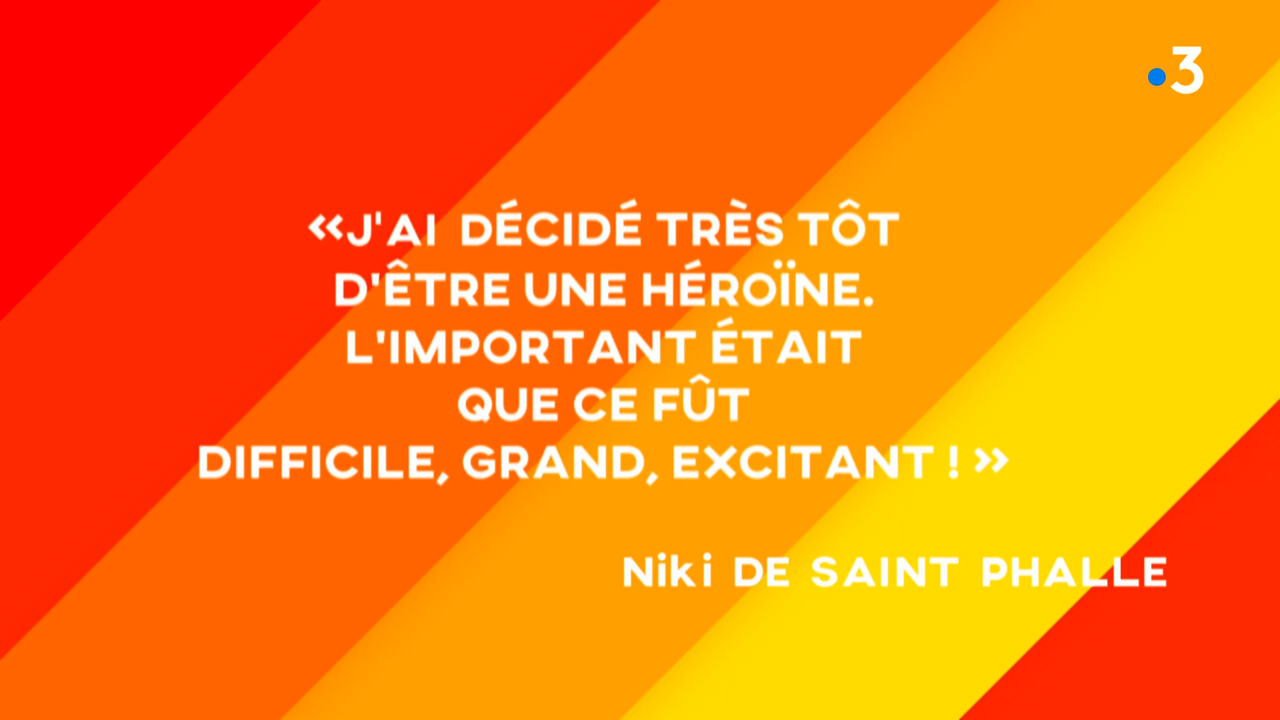 3
«J'AI DÉCIDÉ TRÈS TÔT
D'ÊTRE UNE HÉROÏNE.
L'IMPORTANT ÉTAIT
QUE CE FÛT
DIFFICILE, GRAND, EXCITANT ! »
Niki DE SAINT PHALLE